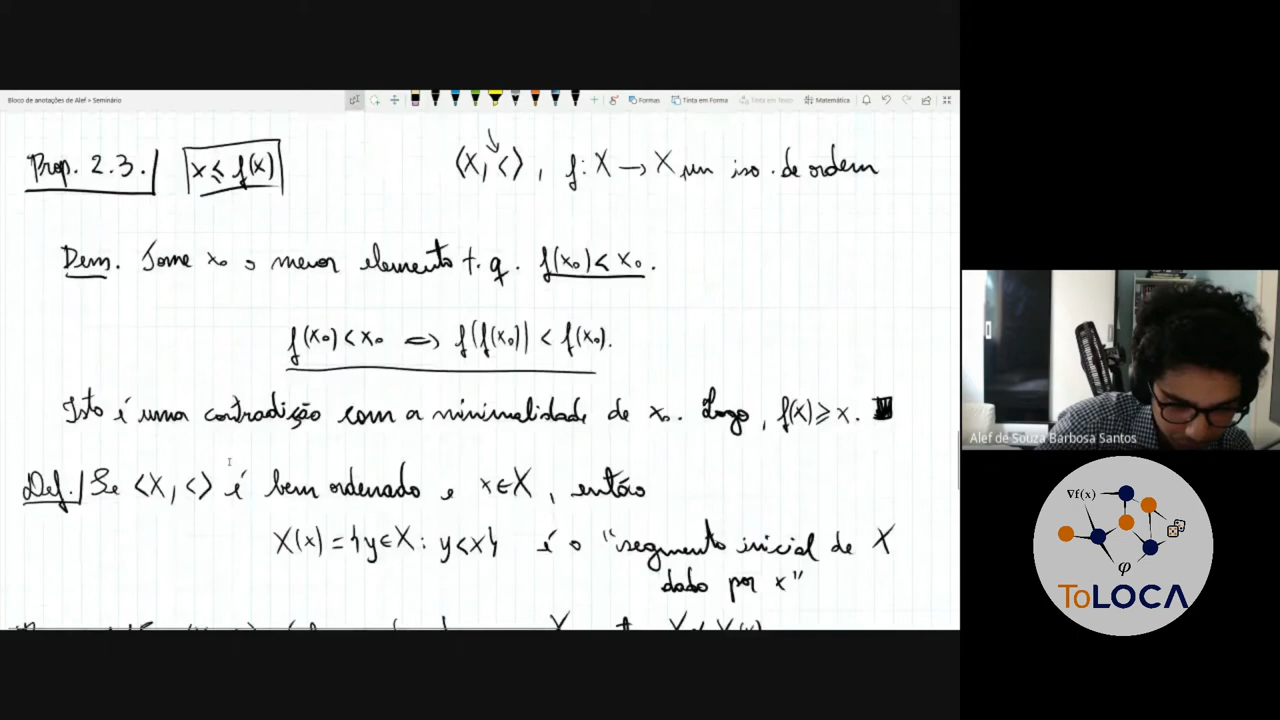 Bloco de anotações de Alef > Seminário
Formas
Tinta em Forma
Tinta em Texto
Matemática
Prop. 2.3. x ≤ f(x) ⟨X, <⟩, f: X → X um iso. de ordem
Dem. Tome x₀ o menor elemento t.q. f(x₀) < x₀.
f(x₀) < x₀ ⟺ f(f(x₀)) < f(x₀).
Isto é uma contradição com a minimalidade de x₀. Logo, f(x) ≥ x.
Def. Se ⟨X, <⟩ é bem ordenado e x ∈ X, então
X(x) = {y ∈ X : y < x} é o "segmento inicial de X
dado por x"
Alef de Souza Barbosa Santos
∇f(x)
φ
ToLOCA